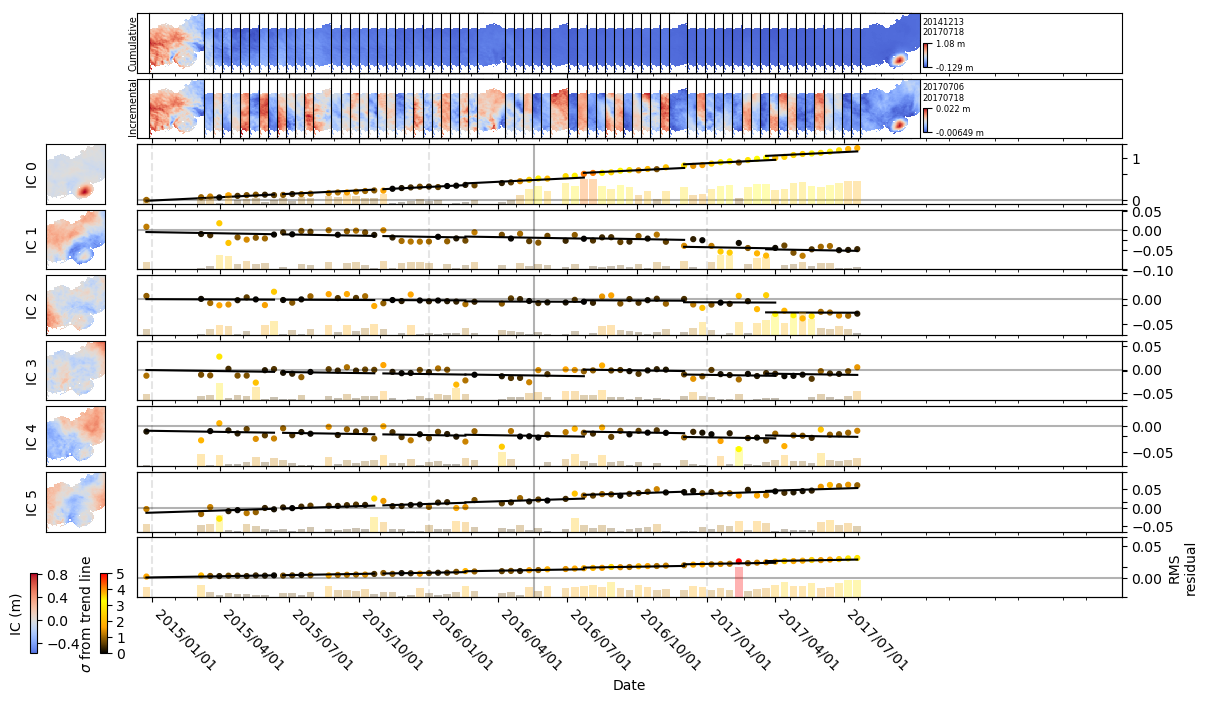 Cumulative
20141213
20170718
1.08 m
-0.129 m
Incremental
20170706
20170718
0.022 m
-0.00649 m
IC 0
1
0
IC 1
0.05
0.00
−0.05
−0.10
IC 2
0.00
−0.05
IC 3
0.05
0.00
−0.05
IC 4
0.00
−0.05
IC 5
0.05
0.00
−0.05
0.05
0.00
RMS
residual
IC (m)
0.8
0.4
0.0
−0.4
σ from trend line
5
4
3
2
1
0
2015/01/01
2015/04/01
2015/07/01
2015/10/01
2016/01/01
2016/04/01
2016/07/01
2016/10/01
2017/01/01
2017/04/01
2017/07/01
Date